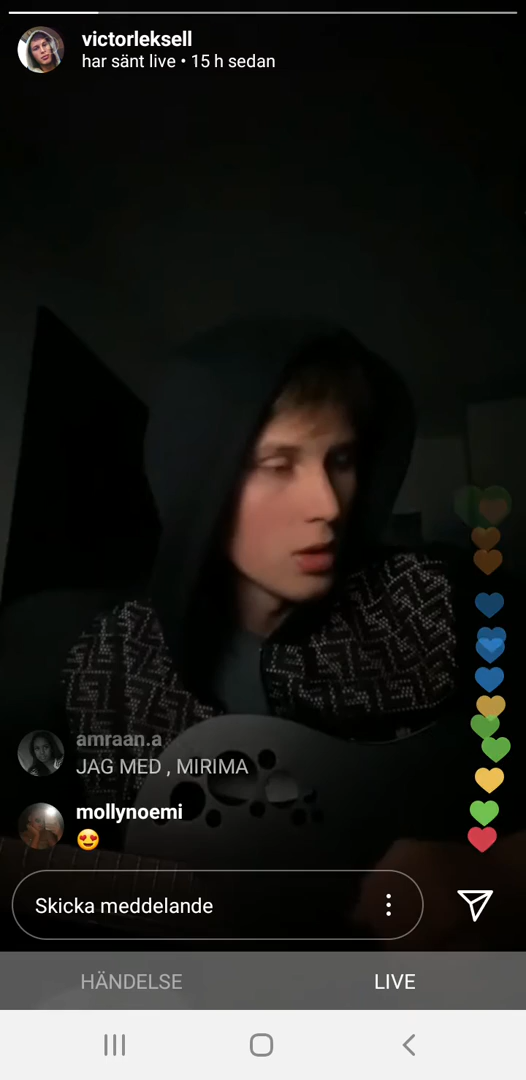 victorleksell
har sänt live • 15 h sedan
amraan.a
JAG MED , MIRIMA
mollynoemi
😍
Skicka meddelande
HÄNDELSE
LIVE